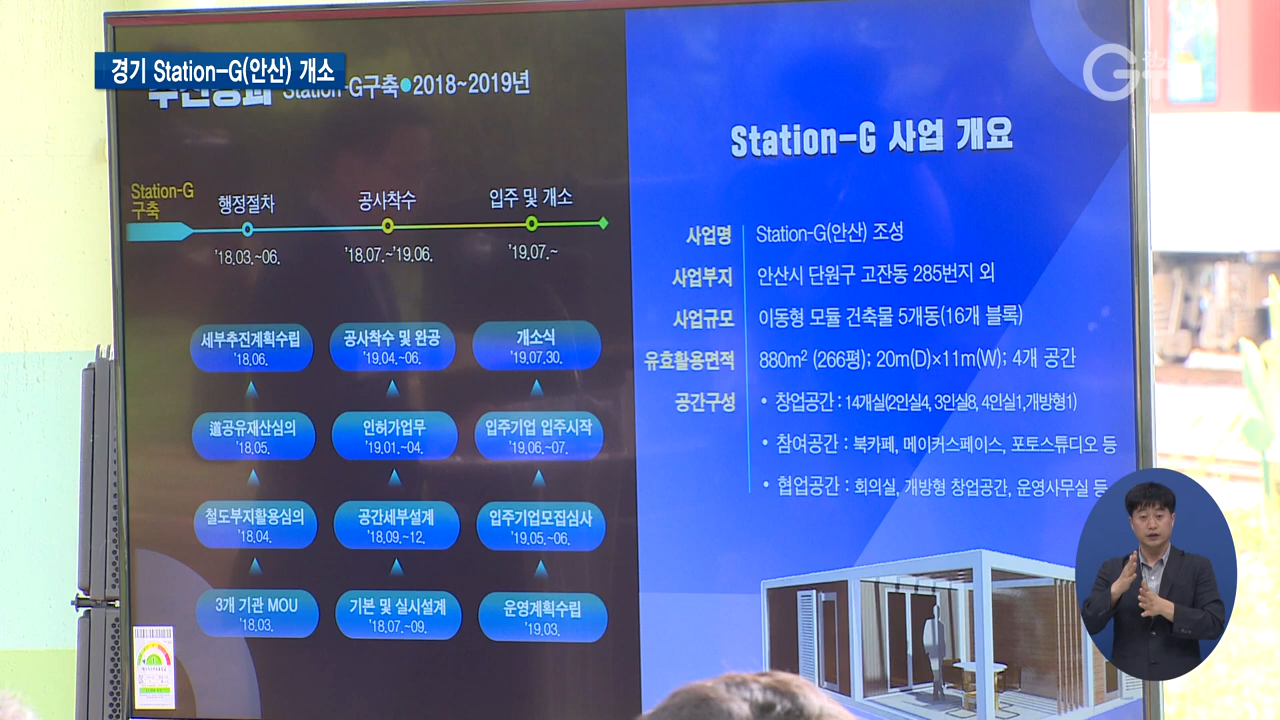 경기 Station-G(안산) 개소
Station-G구축 2018~2019년
Station-G
구축
행정절차
공사착수
입주 및 개소
'18.03.~06.
'18.07.~'19.06.
'19.07.~
세부추진계획수립
'18.06.
공사착수 및 완공
'19.04.~06.
개소식
'19.07.30.
道공유재산심의
'18.05.
인허가업무
'19.01.~04.
입주기업 입주시작
'19.06.~07.
철도부지활용심의
'18.04.
공간세부설계
'18.09.~12.
입주기업모집심사
'19.05.~06.
3개 기관 MOU
'18.03.
기본 및 실시설계
'18.07.~09.
운영계획수립
'19.03.
Station-G 사업 개요
사업명 Station-G(안산) 조성
사업부지 안산시 단원구 고잔동 285번지 외
사업규모 이동형 모듈 건축물 5개동(16개 블록)
유효활용면적 880m² (266평); 20m(D)×11m(W); 4개 공간
공간구성 • 창업공간 : 14개실(2인실4, 3인실8, 4인실1,개방형1)
• 참여공간 : 북카페, 메이커스페이스, 포토스튜디오 등
• 협업공간 : 회의실, 개방형 창업공간, 운영사무실 등